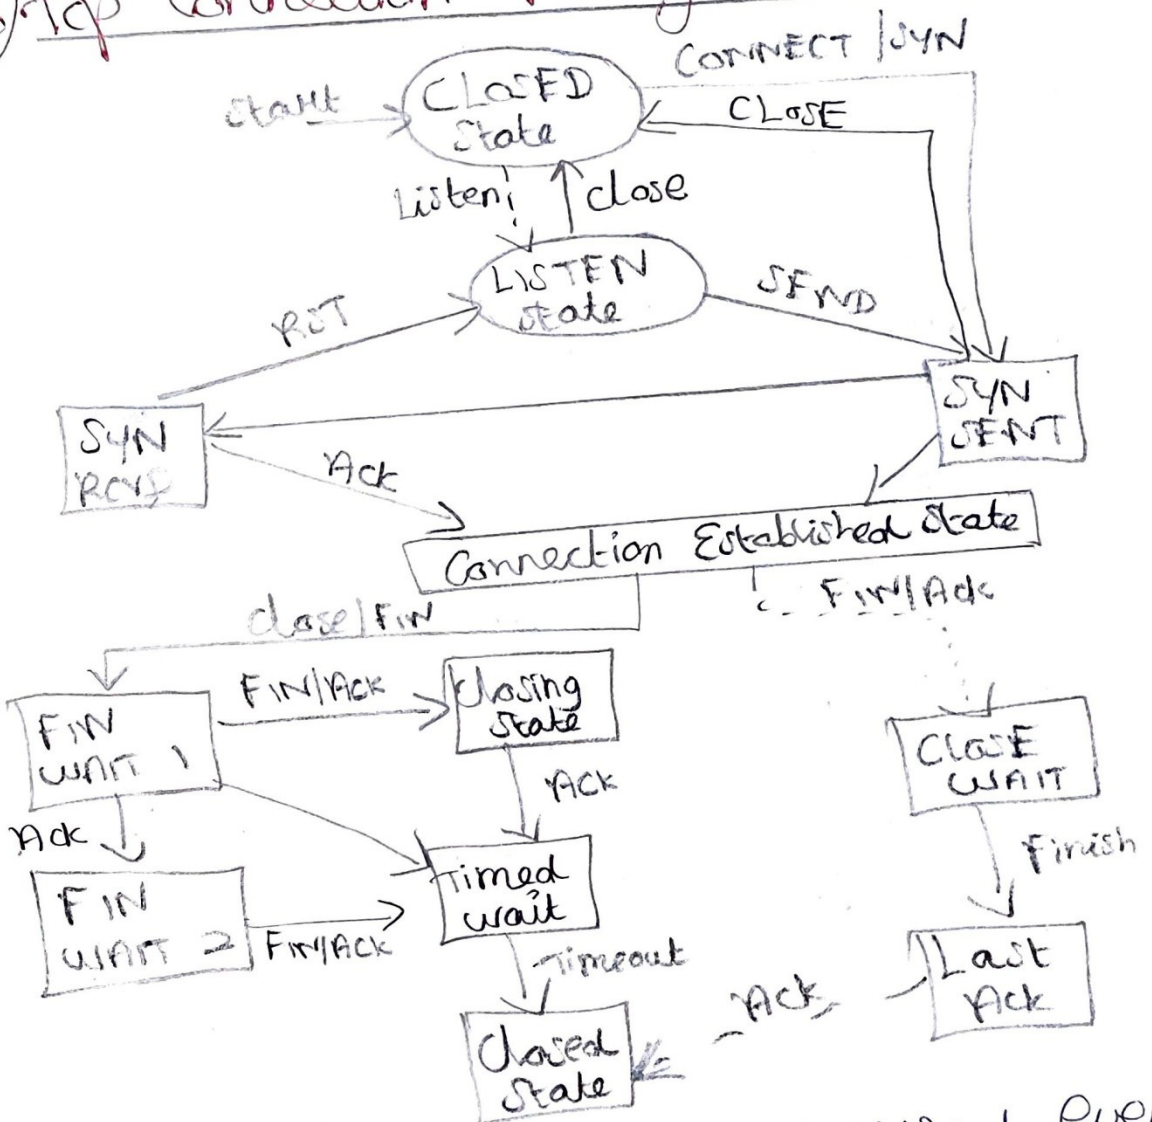 TCP Connection
CONNECT /SYN
Start
CLOSED
State
CLOSE
Listen
close
LISTEN
State
SEND
RST
SYN
SENT
SYN
Ack
Connection Established State
close/FIN
FIN/Ack
FIN/Ack
Closing
State
FIN
WAIT 1
CLOSE
WAIT
ACK
Ack
Finish
Timed
wait
FIN
WAIT 2
FIN/ACK
Timeout
Last
Ack
Ack
Closed
State